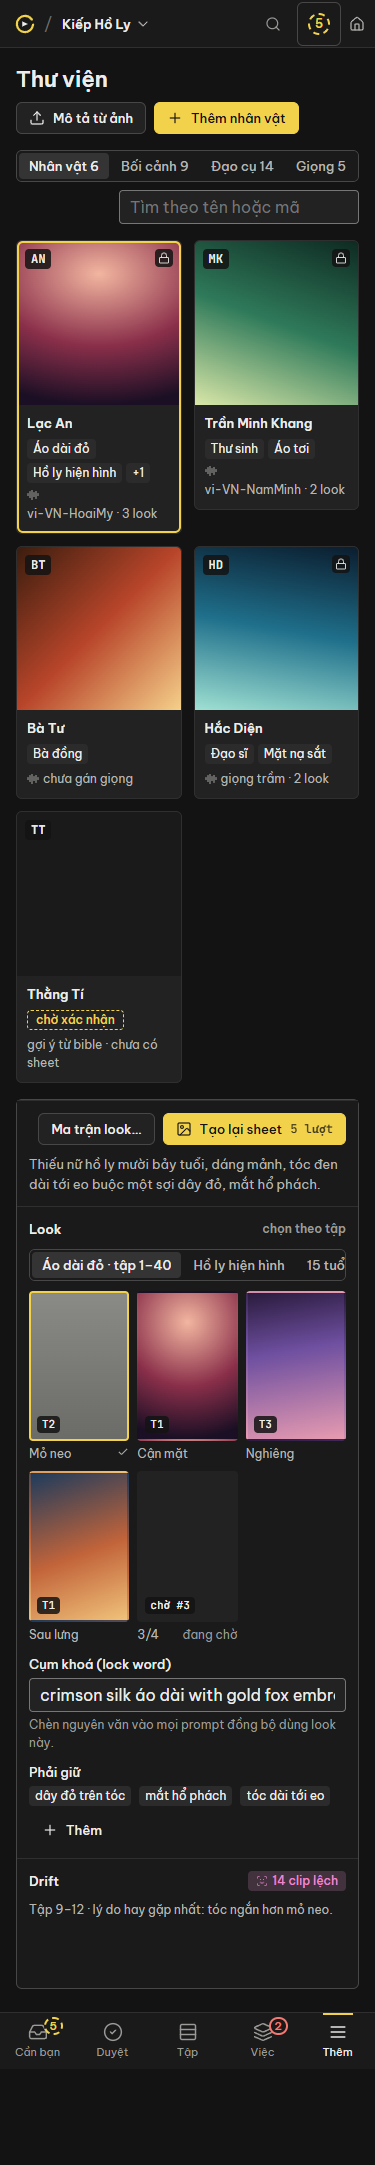 / Kiếp Hồ Ly
5
Thư viện
Mô tả từ ảnh
Thêm nhân vật
Nhân vật 6
Bối cảnh 9
Đạo cụ 14
Giọng 5
Tìm theo tên hoặc mã
AN
MK
Lạc An
Áo dài đỏ
Hồ ly hiện hình
+1
vi-VN-HoaiMy · 3 look
Trần Minh Khang
Thư sinh
Áo tơi
vi-VN-NamMinh · 2 look
BT
HD
Bà Tư
Bà đồng
chưa gán giọng
Hắc Diện
Đạo sĩ
Mặt nạ sắt
giọng trầm · 2 look
TT
Thằng Tí
chờ xác nhận
gợi ý từ bible · chưa có
sheet
Ma trận look…
Tạo lại sheet 5 lượt
Thiếu nữ hồ ly mười bảy tuổi, dáng mảnh, tóc đen
dài tới eo buộc một sợi dây đỏ, mắt hổ phách.
Look
chọn theo tập
Áo dài đỏ · tập 1–40
Hồ ly hiện hình
15 tuổ
T2
T1
T3
Mỏ neo
Cận mặt
Nghiêng
T1
chờ #3
Sau lưng
3/4
đang chờ
Cụm khoá (lock word)
crimson silk áo dài with gold fox embr
Chèn nguyên văn vào mọi prompt đồng bộ dùng look
này.
Phải giữ
dây đỏ trên tóc
mắt hổ phách
tóc dài tới eo
Thêm
Drift
14 clip lệch
Tập 9–12 · lý do hay gặp nhất: tóc ngắn hơn mỏ neo.
5
2
Cần bạn
Duyệt
Tập
Việc
Thêm